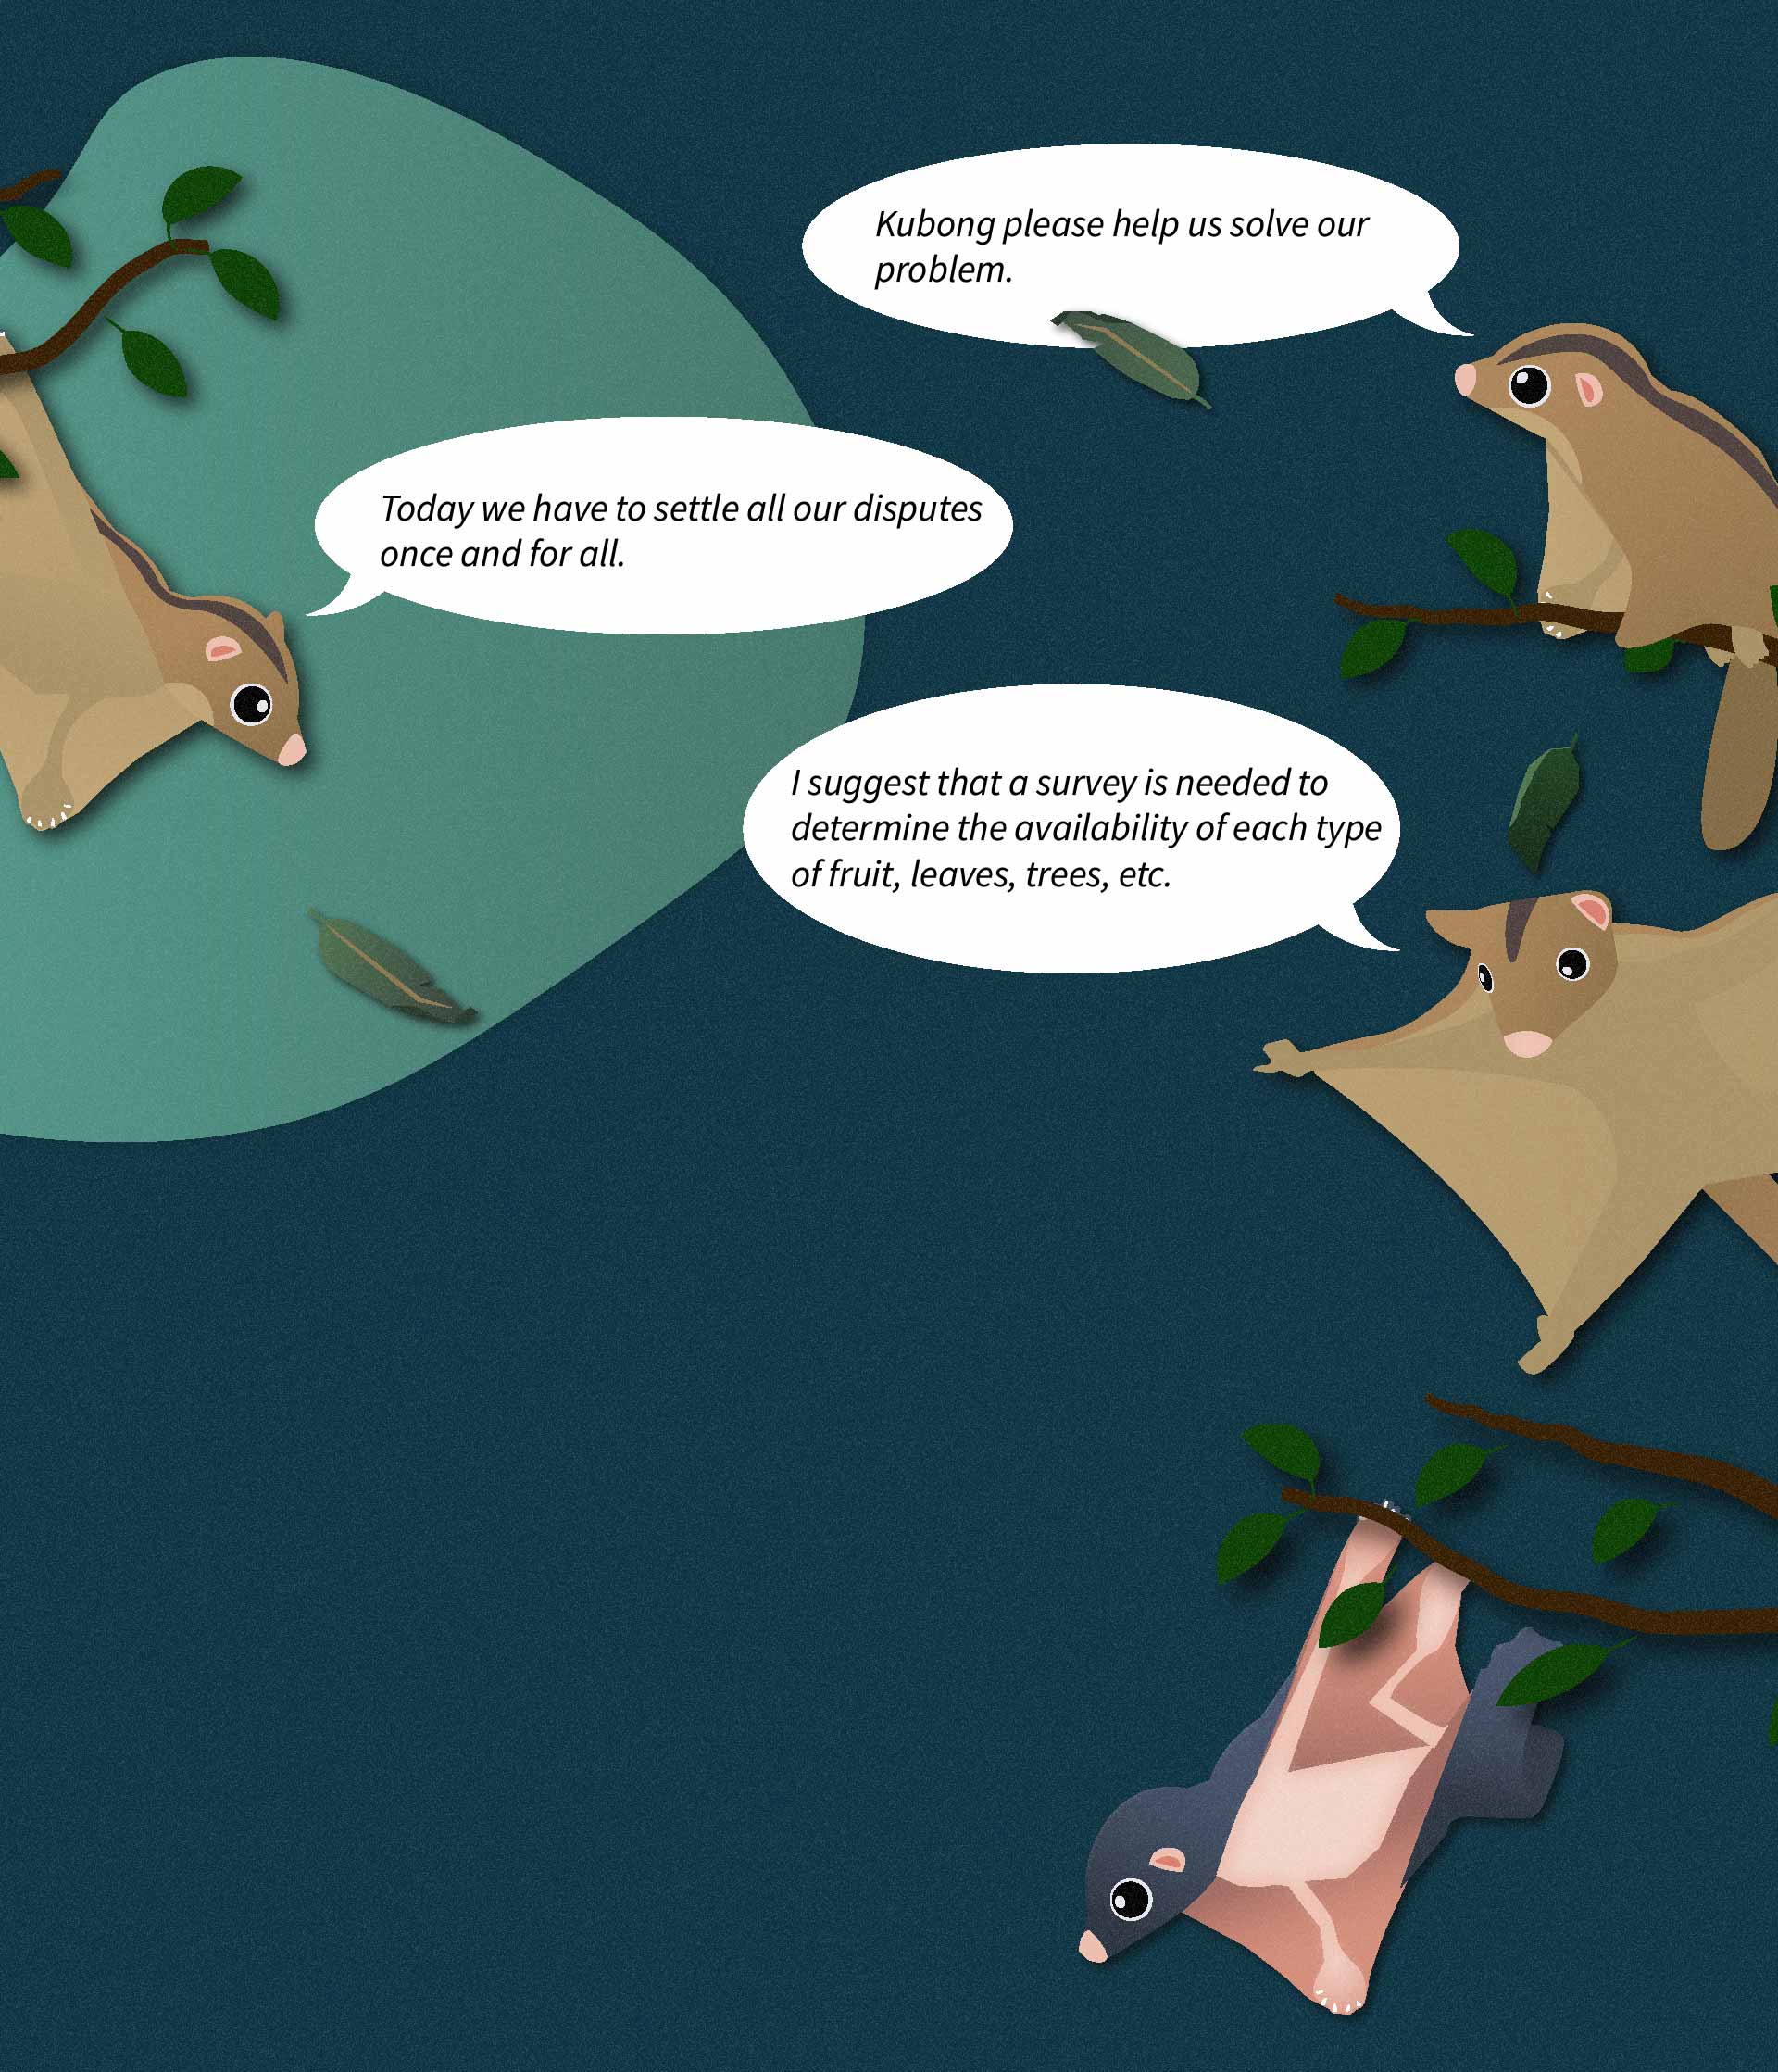 Kubong please help us solve our
problem.
Today we have to settle all our disputes
once and for all.
I suggest that a survey is needed to
determine the availability of each type
of fruit, leaves, trees, etc.